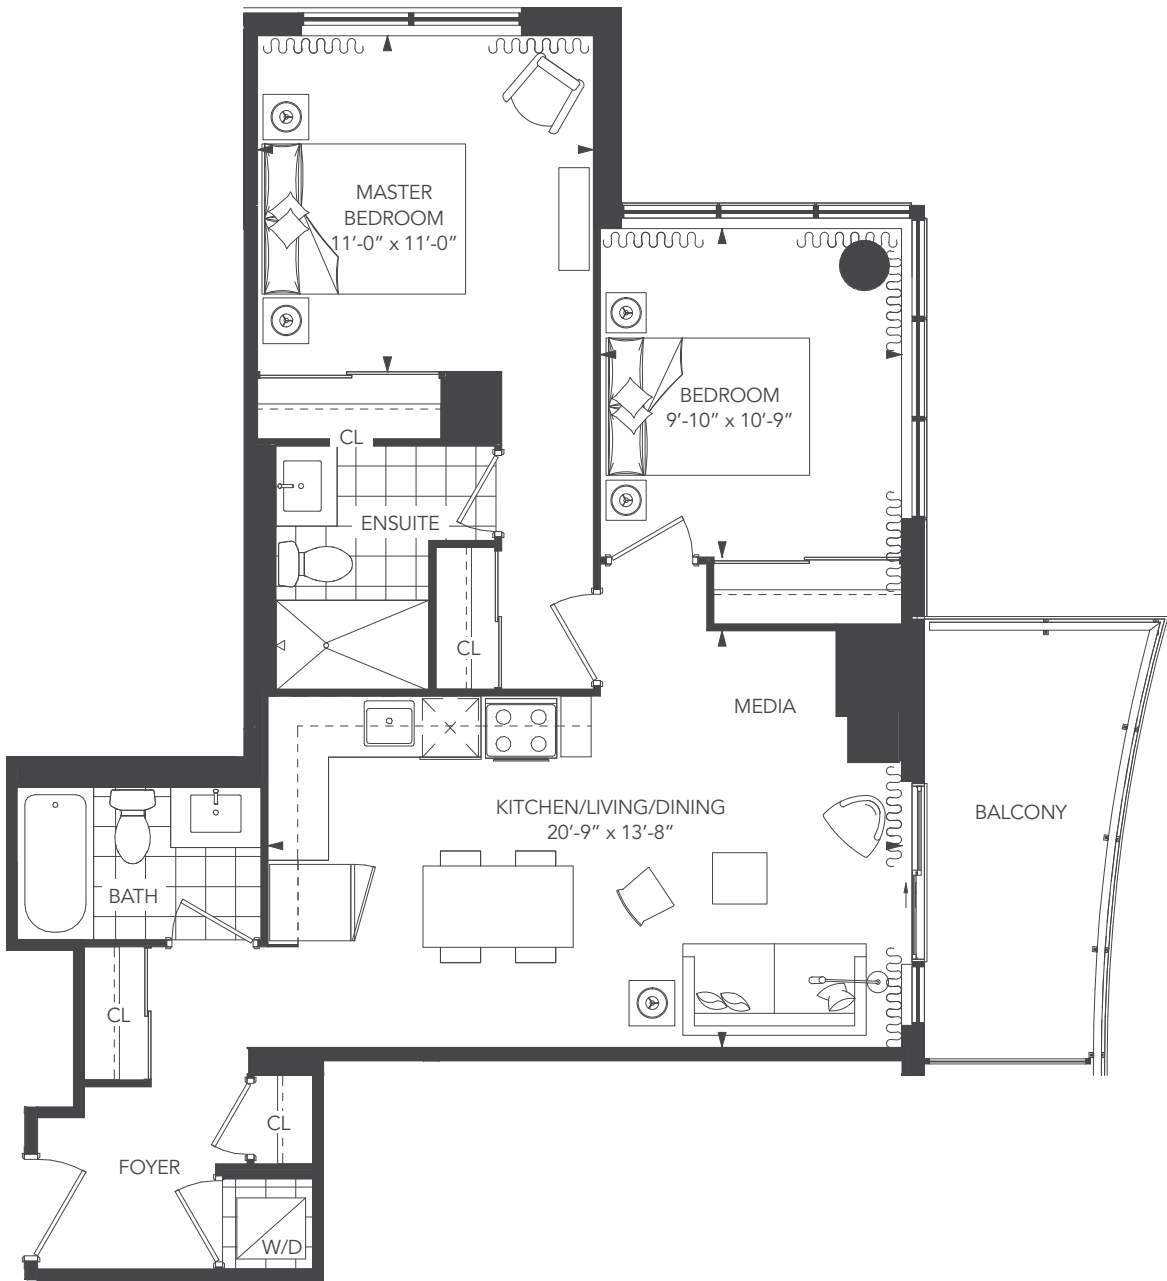 MASTER
BEDROOM
11'-0" x 11'-0"
BEDROOM
9'-10" x 10'-9"
CL
ENSUITE
CL
MEDIA
KITCHEN/LIVING/DINING
20'-9" x 13'-8"
BALCONY
BATH
CL
CL
FOYER
W/D